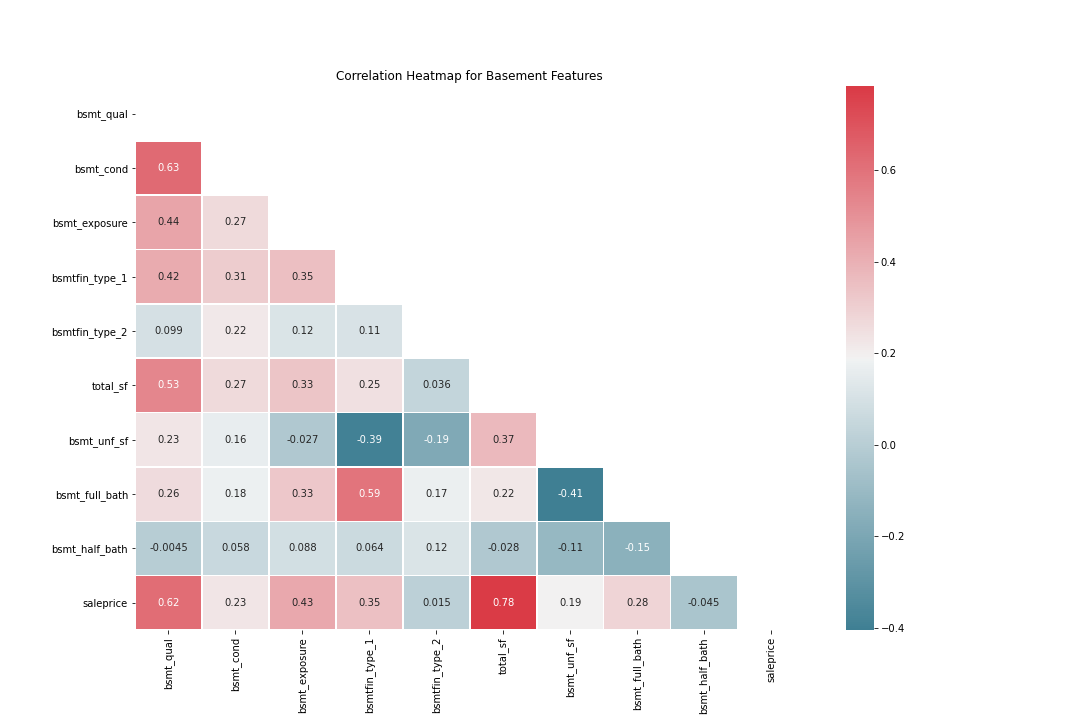 Correlation Heatmap for Basement Features
bsmt_qual
bsmt_cond 0.63
bsmt_exposure 0.44 0.27
bsmtfin_type_1 0.42 0.31 0.35
bsmtfin_type_2 0.099 0.22 0.12 0.11
total_sf 0.53 0.27 0.33 0.25 0.036
bsmt_unf_sf 0.23 0.16 -0.027 -0.39 -0.19 0.37
bsmt_full_bath 0.26 0.18 0.33 0.59 0.17 0.22 -0.41
bsmt_half_bath -0.0045 0.058 0.088 0.064 0.12 -0.028 -0.11 -0.15
saleprice 0.62 0.23 0.43 0.35 0.015 0.78 0.19 0.28 -0.045
bsmt_qual
bsmt_cond
bsmt_exposure
bsmtfin_type_1
bsmtfin_type_2
total_sf
bsmt_unf_sf
bsmt_full_bath
bsmt_half_bath
saleprice
0.6
0.4
0.2
0.0
−0.2
−0.4